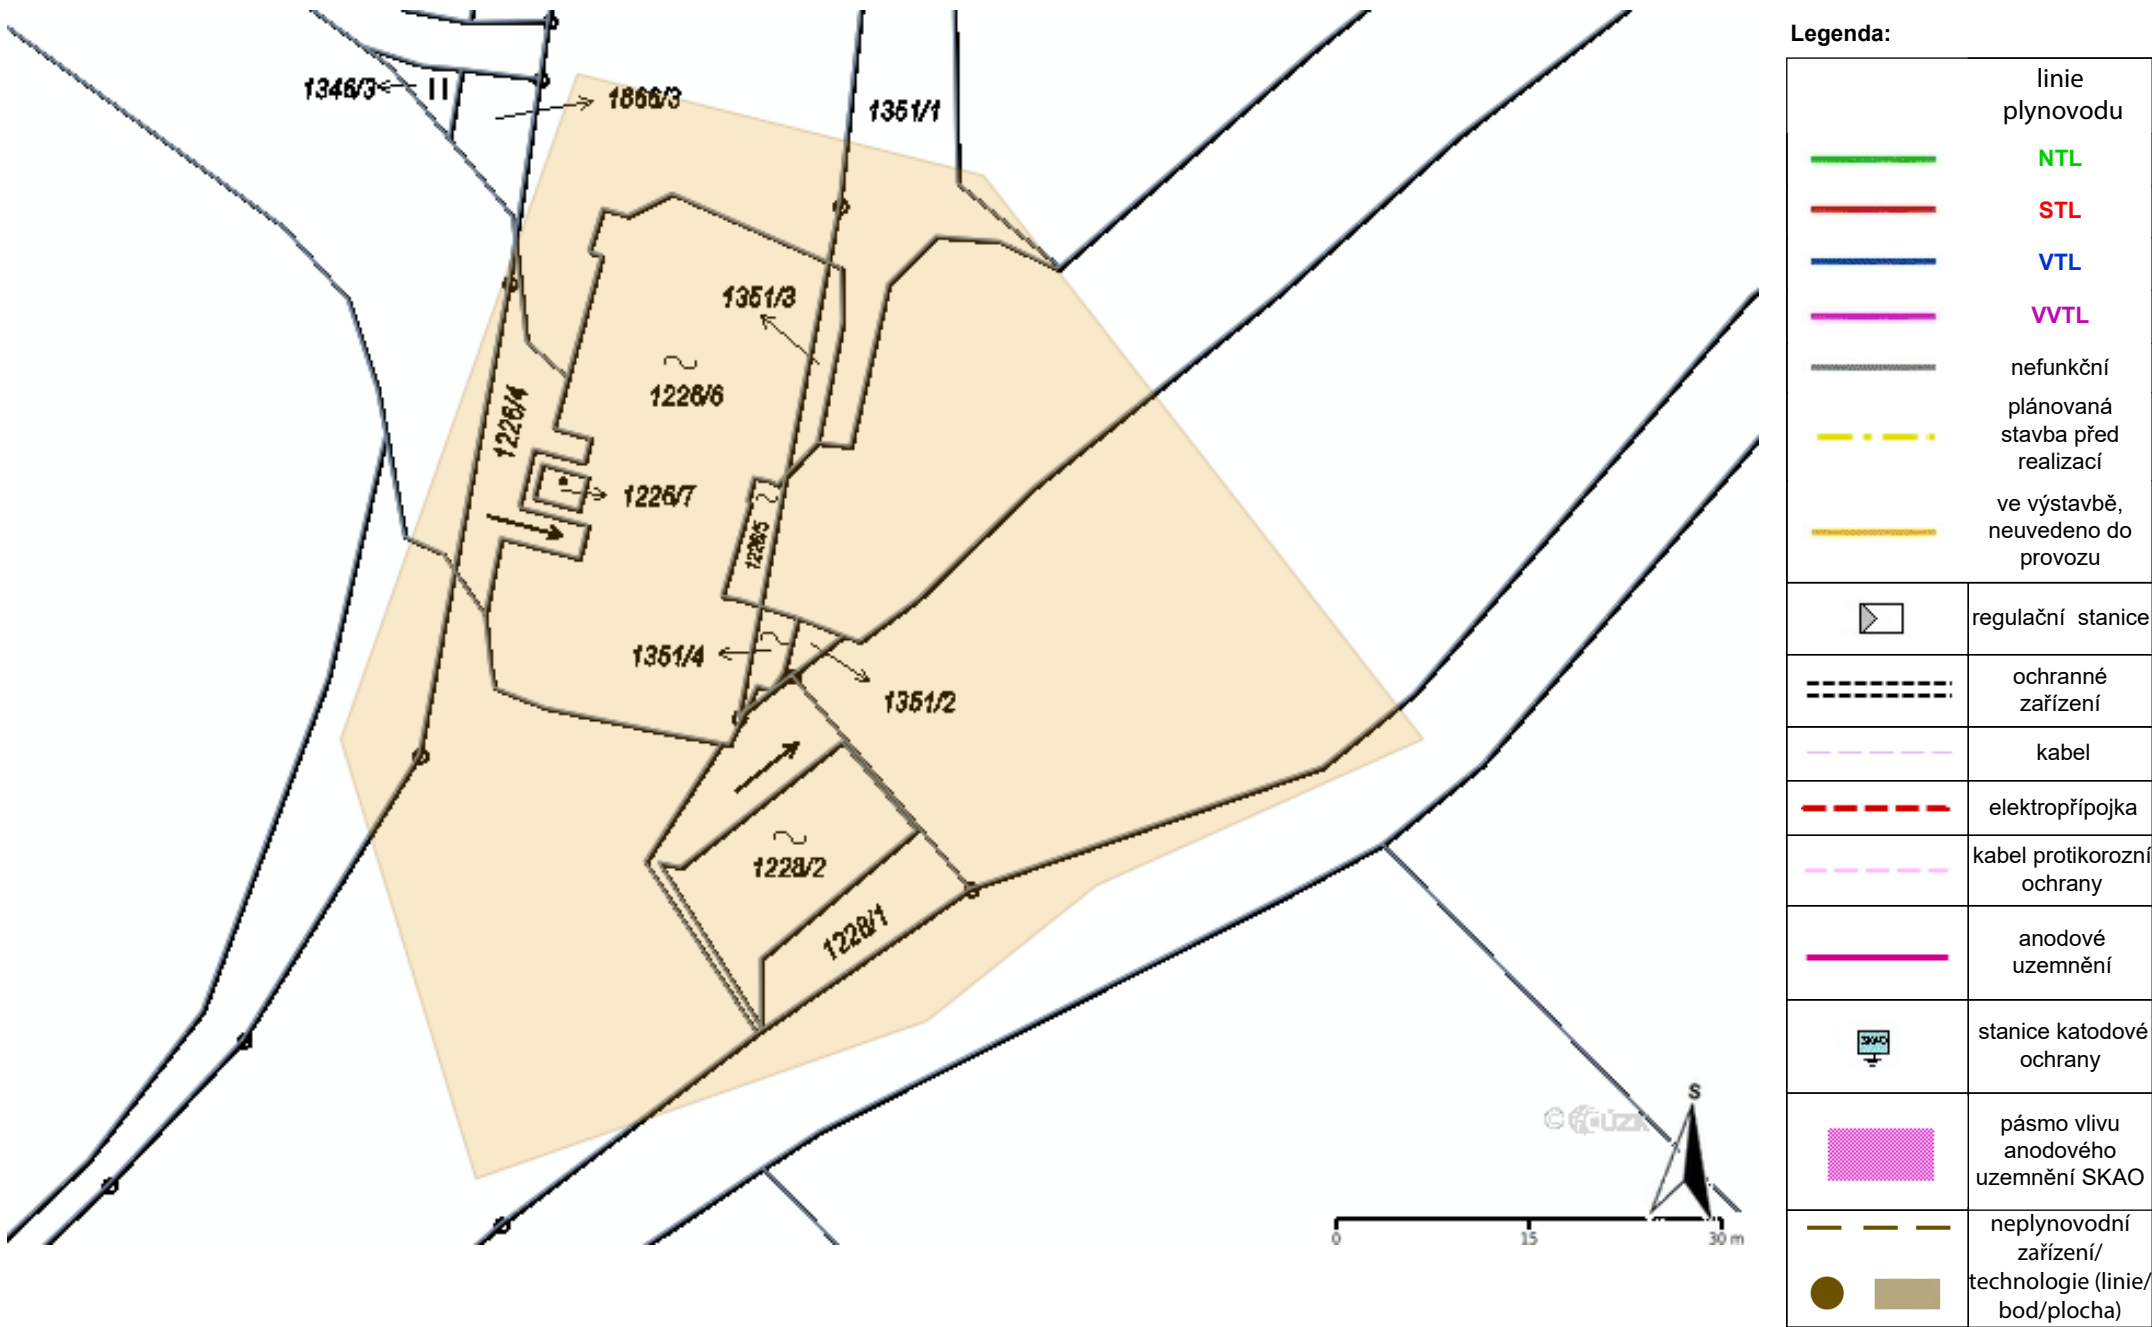 1346/3
1866/3
1351/1
1351/3
1226/6
1226/4
1226/7
1226/5
1351/4
1351/2
1228/2
1228/1
S
0
15
30 m
Legenda:
linie
plynovodu
NTL
STL
VTL
VVTL
nefunkční
plánovaná
stavba před
realizací
ve výstavbě,
neuvedeno do
provozu
regulační stanice
ochranné
zařízení
kabel
elektropřípojka
kabel protikorozní
ochrany
anodové
uzemnění
SKAO
stanice katodové
ochrany
pásmo vlivu
anodového
uzemnění SKAO
neplynovodní
zařízení/
technologie (linie/
bod/plocha)